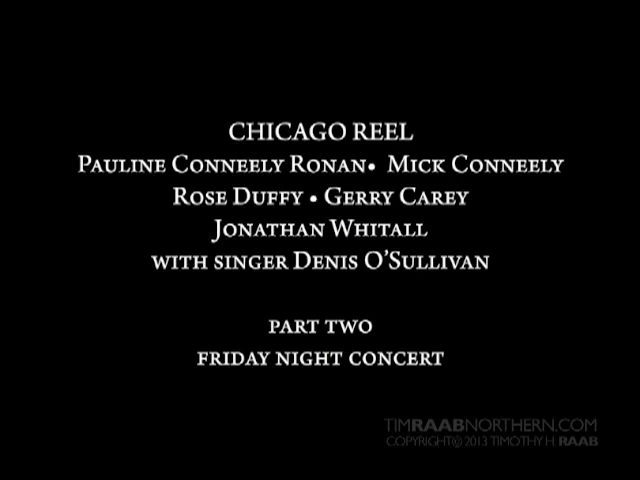 CHICAGO REEL
PAULINE CONNEELY RONAN• MICK CONNEELY
ROSE DUFFY • GERRY CAREY
JONATHAN WHITALL
WITH SINGER DENIS O'SULLIVAN
PART TWO
FRIDAY NIGHT CONCERT
TIMRAABNORTHERN.COM
COPYRIGHT© 2013 TIMOTHY H. RAAB